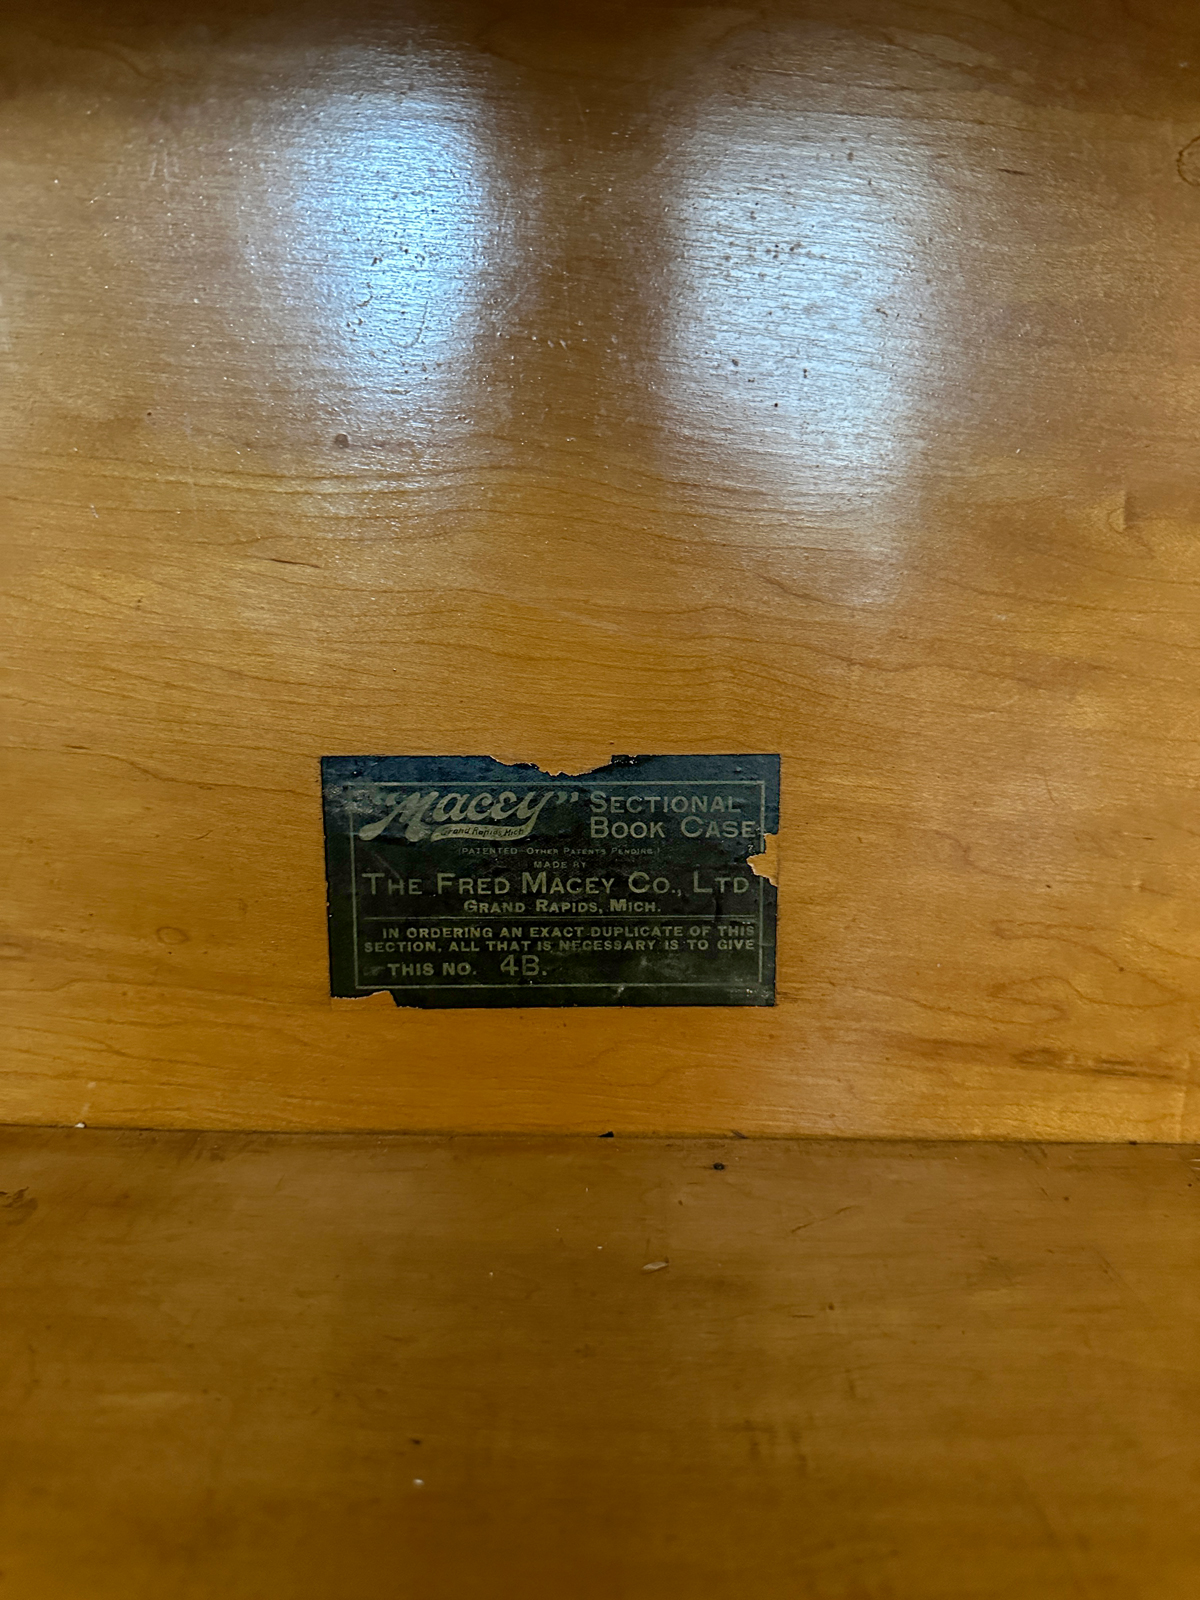 "Macey" SECTIONAL
Grand Rapids, Mich. BOOK CASE
(PATENTED-OTHER PATENTS PENDING.)
MADE BY
THE FRED MACEY CO., LTD.
GRAND RAPIDS, MICH.
IN ORDERING AN EXACT DUPLICATE OF THIS
SECTION, ALL THAT IS NECESSARY IS TO GIVE
THIS NO. 4B.